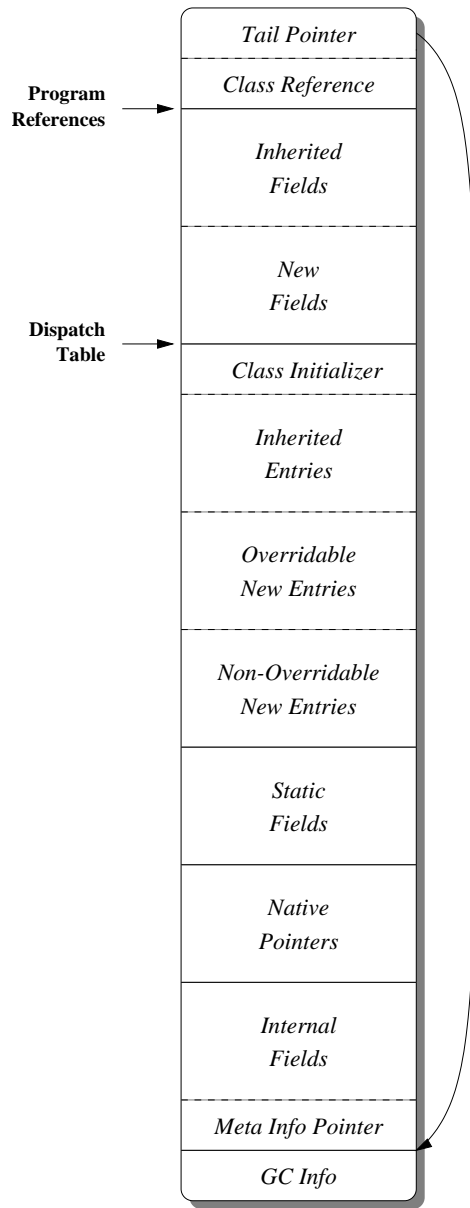 Tail Pointer
Class Reference
Program
References
Inherited
Fields
New
Fields
Dispatch
Table
Class Initializer
Inherited
Entries
Overridable
New Entries
Non-Overridable
New Entries
Static
Fields
Native
Pointers
Internal
Fields
Meta Info Pointer
GC Info